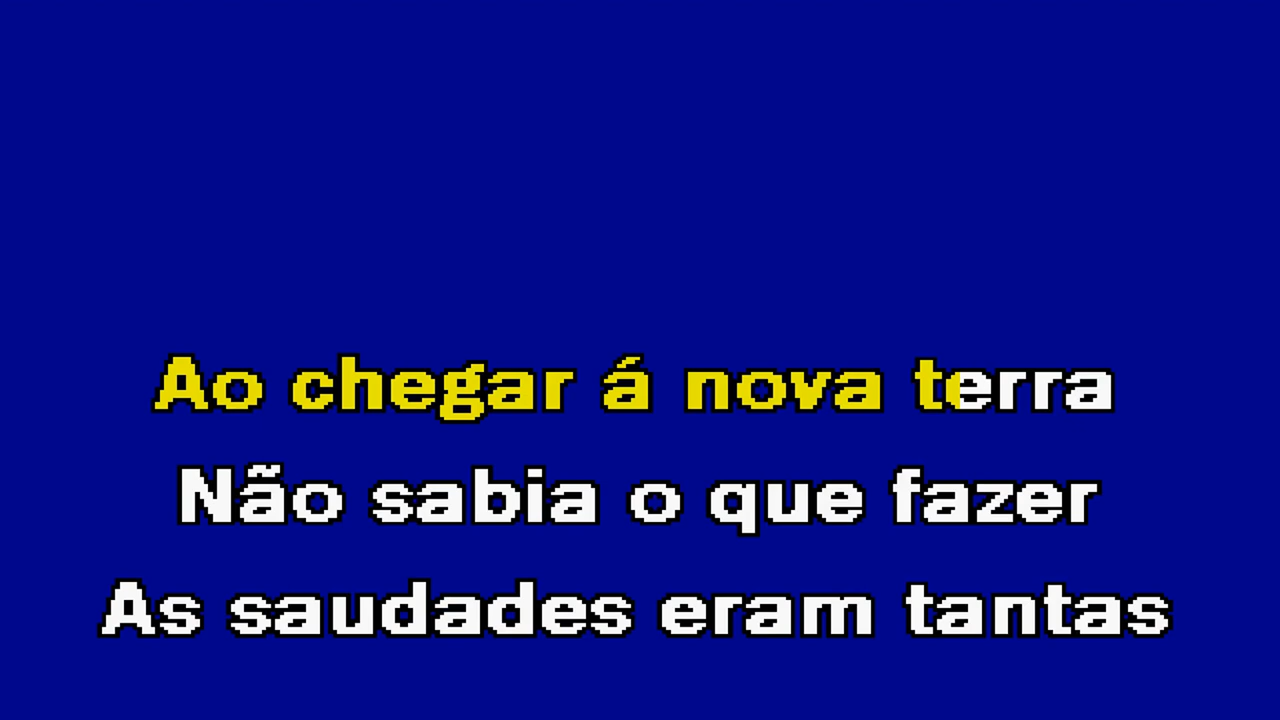 Ao chegar á nova terra
Não sabia o que fazer
As saudades eram tantas